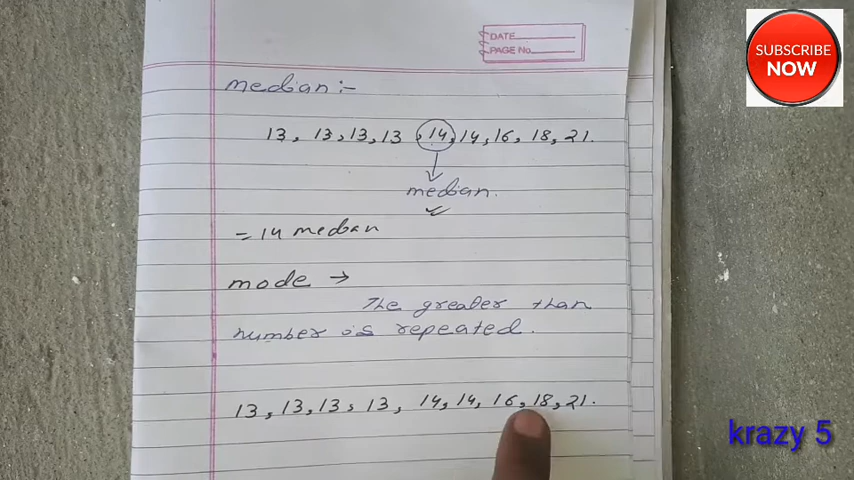 SUBSCRIBE
NOW
DATE
PAGE No.
median :-
13, 13, 13, 13, 14, 14, 16, 18, 21.
median.
= 14 median
mode →
The greater than
number is repeated.
13, 13, 13, 13, 14, 14, 16, 18, 21.
krazy 5